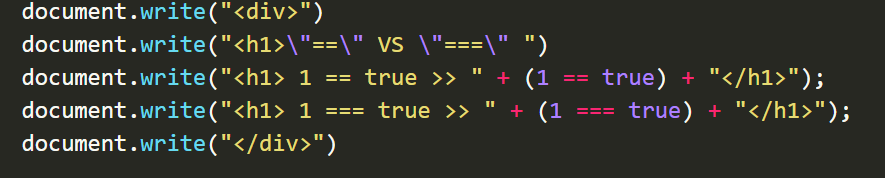 document.write("<div>")
document.write("<h1>\"==\" VS \"===\" ")
document.write("<h1> 1 == true >> " + (1 == true) + "</h1>");
document.write("<h1> 1 === true >> " + (1 === true) + "</h1>");
document.write("</div>")